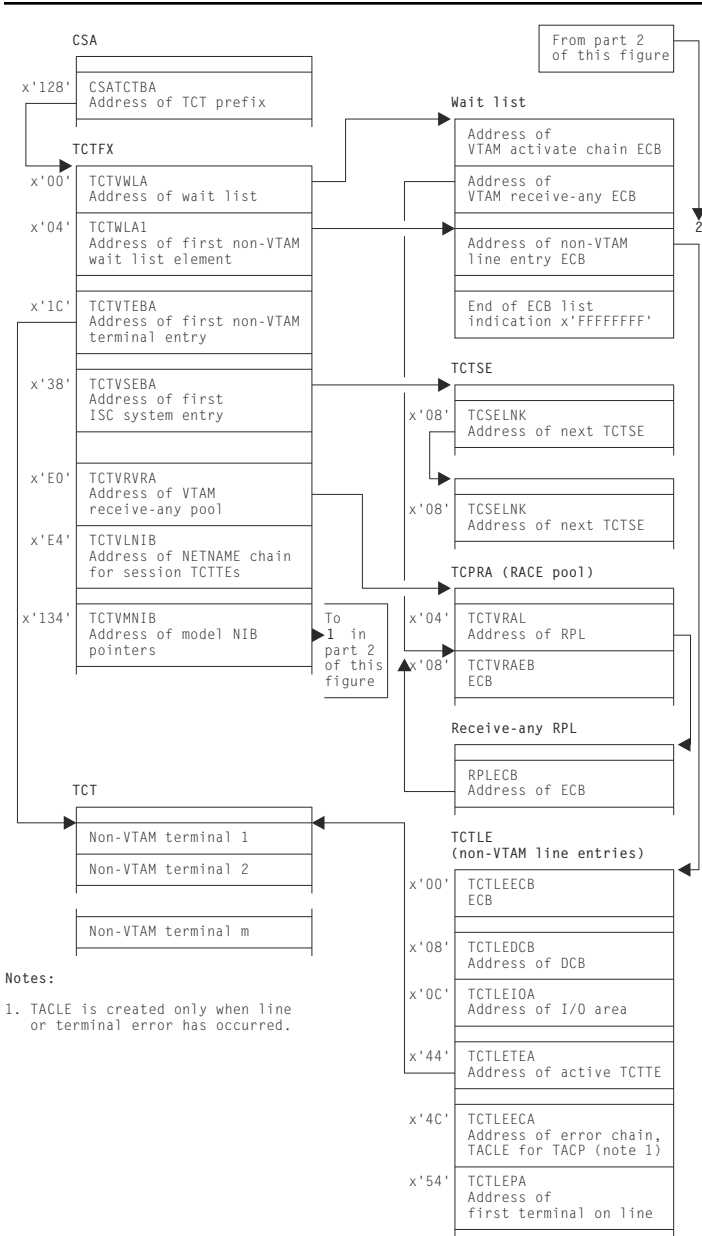 CSA
x'128'
CSATCTBA
Address of TCT prefix
TCTFX
x'00'
TCTVWLA
Address of wait list
x'04'
TCTWLA1
Address of first non-VTAM
wait list element
x'1C'
TCTVTEBA
Address of first non-VTAM
terminal entry
x'38'
TCTVSEBA
Address of first
ISC system entry
x'E0'
TCTVRVRA
Address of VTAM
receive-any pool
x'E4'
TCTVLNIB
Address of NETNAME chain
for session TCTTEs
x'134'
TCTVMNIB
Address of model NIB
pointers
To
1 in
part 2
of this
figure
TCT
Non-VTAM terminal 1
Non-VTAM terminal 2
Non-VTAM terminal m
Notes:
1. TACLE is created only when line
or terminal error has occurred.
From part 2
of this figure
2
Wait list
Address of
VTAM activate chain ECB
Address of
VTAM receive-any ECB
Address of non-VTAM
line entry ECB
End of ECB list
indication x'FFFFFFFF'
TCTSE
x'08'
TCSELNK
Address of next TCTSE
x'08'
TCSELNK
Address of next TCTSE
TCPRA (RACE pool)
x'04'
TCTVRAL
Address of RPL
x'08'
TCTVRAEB
ECB
Receive-any RPL
RPLECB
Address of ECB
TCTLE
(non-VTAM line entries)
x'00'
TCTLEECB
ECB
x'08'
TCTLEDCB
Address of DCB
x'0C'
TCTLEIOA
Address of I/O area
x'44'
TCTLETEA
Address of active TCTTE
x'4C'
TCTLEECA
Address of error chain,
TACLE for TACP (note 1)
x'54'
TCTLEPA
Address of
first terminal on line